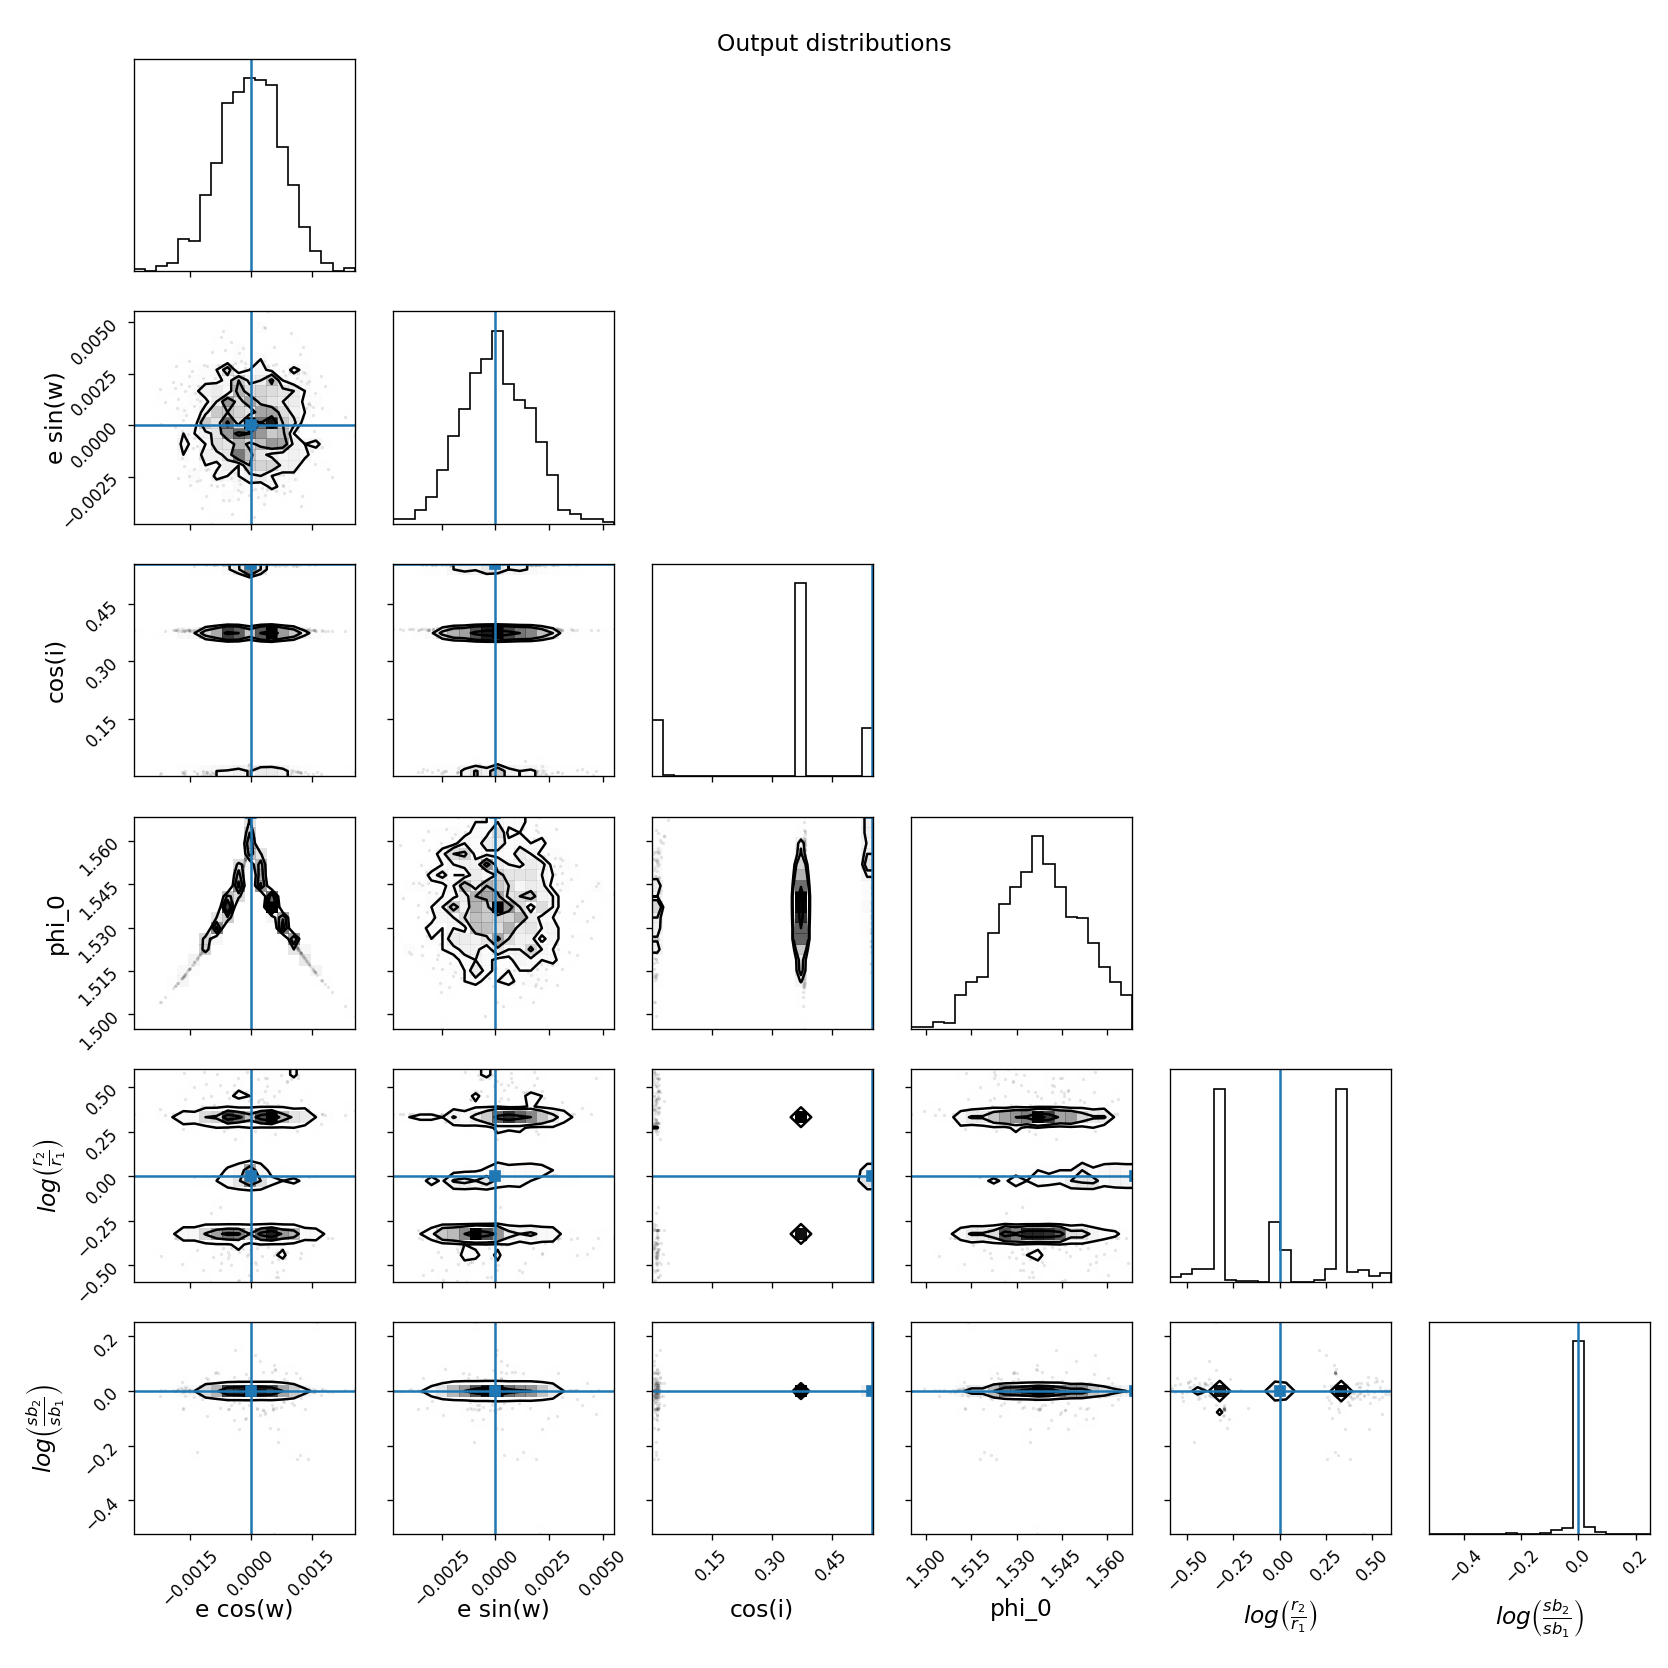 Output distributions
e sin(w)
0.0050
0.0025
0.0000
−0.0025
cos(i)
0.45
0.30
0.15
phi_0
1.560
1.545
1.530
1.515
1.500
log(r₂/r₁)
0.50
0.25
0.00
−0.25
−0.50
log(sb₂/sb₁)
0.2
0.0
−0.2
−0.4
−0.0015 0.0000 0.0015
−0.0025 0.0000 0.0025 0.0050
0.15 0.30 0.45
1.500 1.515 1.530 1.545 1.560
−0.50 −0.25 0.00 0.25 0.50
−0.4 −0.2 0.0 0.2
e cos(w)
e sin(w)
cos(i)
phi_0
log(r₂/r₁)
log(sb₂/sb₁)